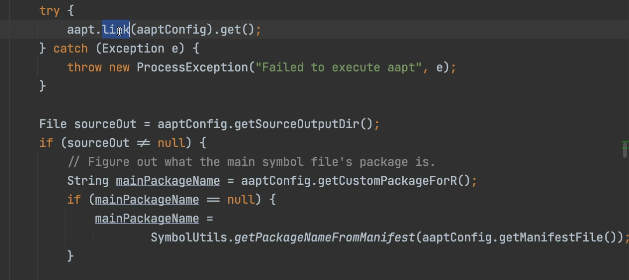 try {
aapt.link(aaptConfig).get();
} catch (Exception e) {
throw new ProcessException("Failed to execute aapt", e);
}
File sourceOut = aaptConfig.getSourceOutputDir();
if (sourceOut ≠ null) {
// Figure out what the main symbol file's package is.
String mainPackageName = aaptConfig.getCustomPackageForR();
if (mainPackageName == null) {
mainPackageName =
SymbolUtils.getPackageNameFromManifest(aaptConfig.getManifestFile());
}